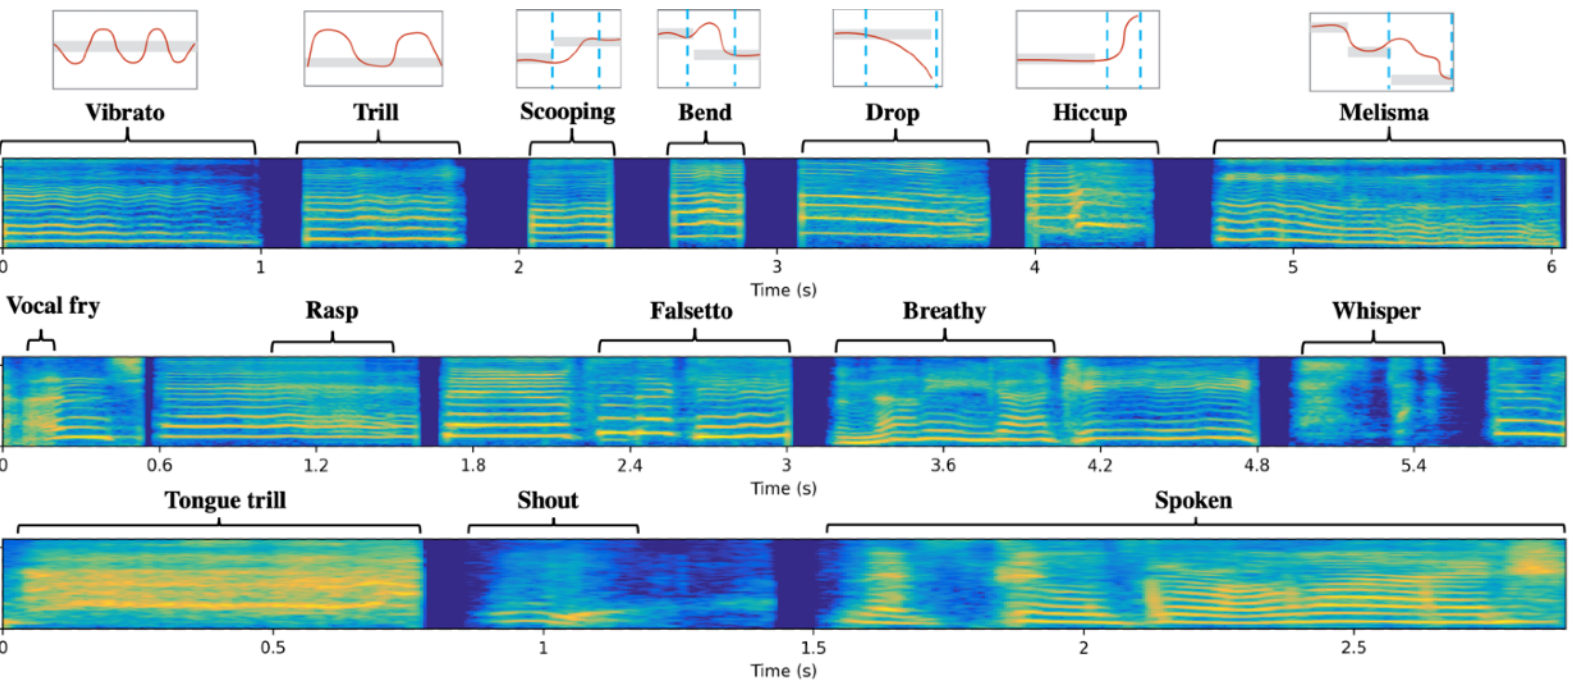 Vibrato Trill Scooping Bend Drop Hiccup Melisma
0 1 2 3 4 5 6
Time (s)
Vocal fry Rasp Falsetto Breathy Whisper
0 0.6 1.2 1.8 2.4 3 3.6 4.2 4.8 5.4
Time (s)
Tongue trill Shout Spoken
0 0.5 1 1.5 2 2.5
Time (s)